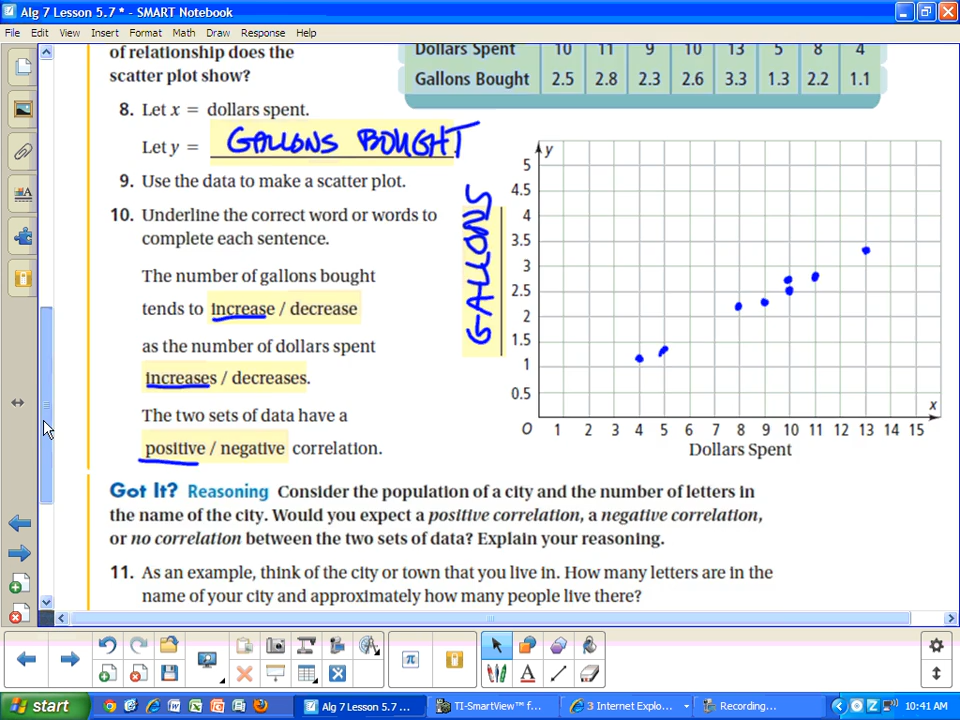 Alg 7 Lesson 5.7 * - SMART Notebook
File Edit View Insert Format Math Draw Response Help
of relationship does the
scatter plot show?
Dollars Spent 10 11 9 10 13 5 8 4
Gallons Bought 2.5 2.8 2.3 2.6 3.3 1.3 2.2 1.1
8. Let x = dollars spent.
Let y = GALLONS BOUGHT.
9. Use the data to make a scatter plot.
10. Underline the correct word or words to
complete each sentence.
The number of gallons bought
tends to increase / decrease
as the number of dollars spent
increases / decreases.
The two sets of data have a
positive / negative correlation.
GALLONS
y
5
4.5
4
3.5
3
2.5
2
1.5
1
0.5
x
O 1 2 3 4 5 6 7 8 9 10 11 12 13 14 15
Dollars Spent
Got It? Reasoning Consider the population of a city and the number of letters in
the name of the city. Would you expect a positive correlation, a negative correlation,
or no correlation between the two sets of data? Explain your reasoning.
11. As an example, think of the city or town that you live in. How many letters are in the
name of your city and approximately how many people live there?
π
A
start
Alg 7 Lesson 5.7 ...
TI-SmartView™ f...
3 Internet Explo...
Recording...
10:41 AM